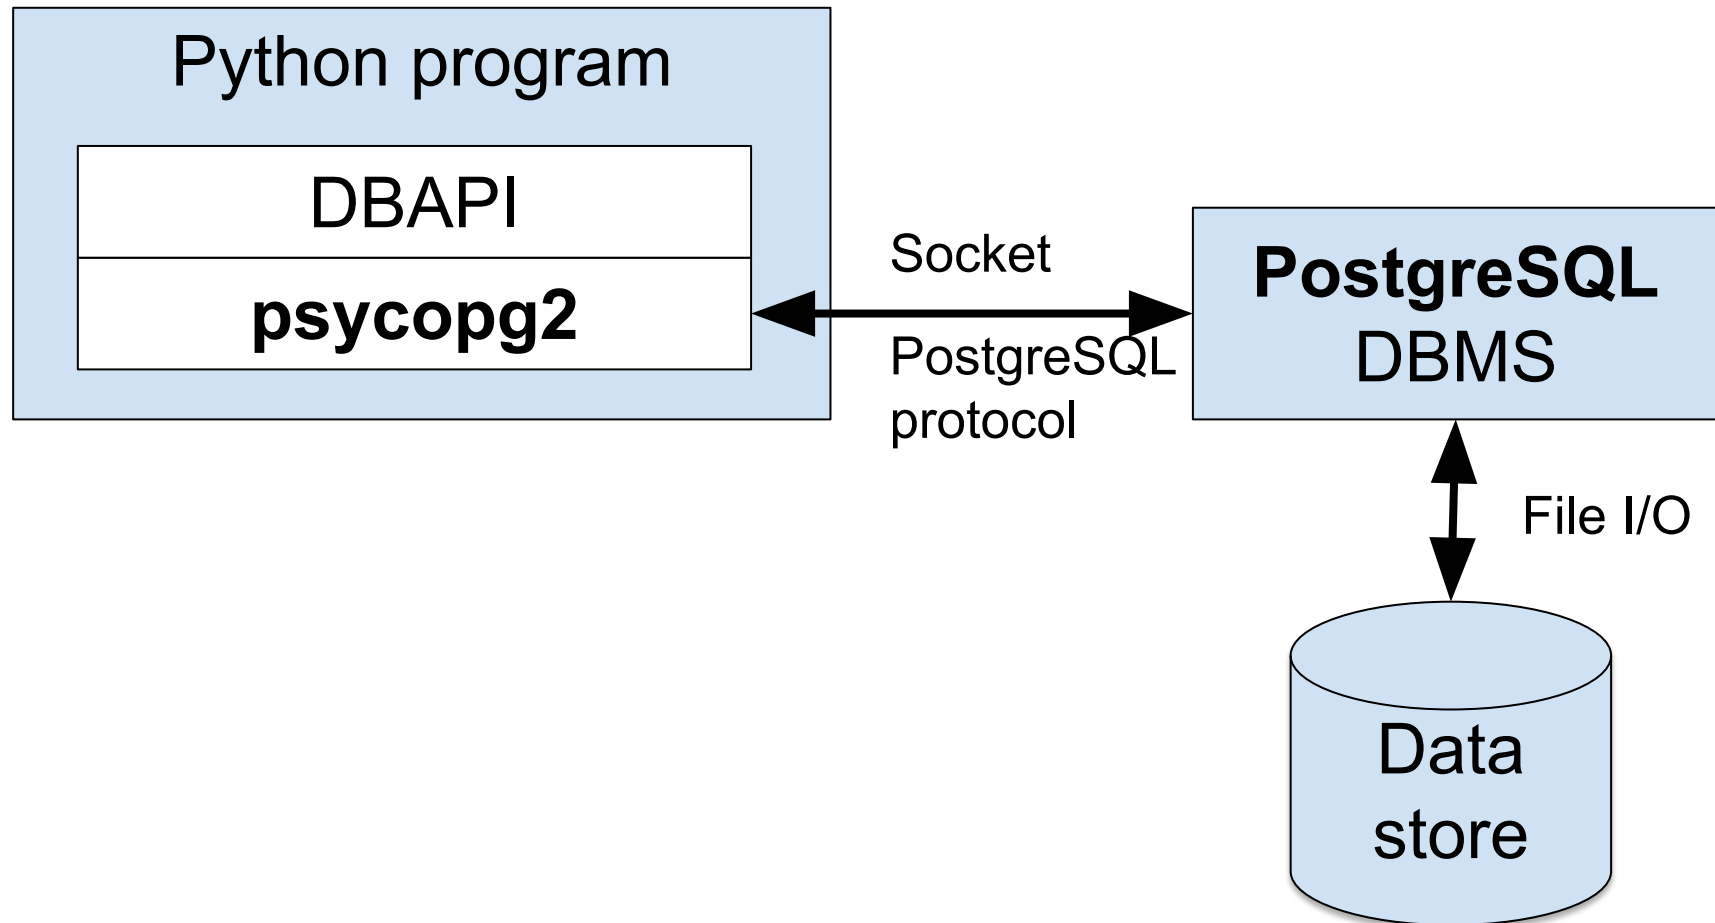 Python program
DBAPI
psycopg2
Socket
PostgreSQL
protocol
PostgreSQL
DBMS
File I/O
Data
store